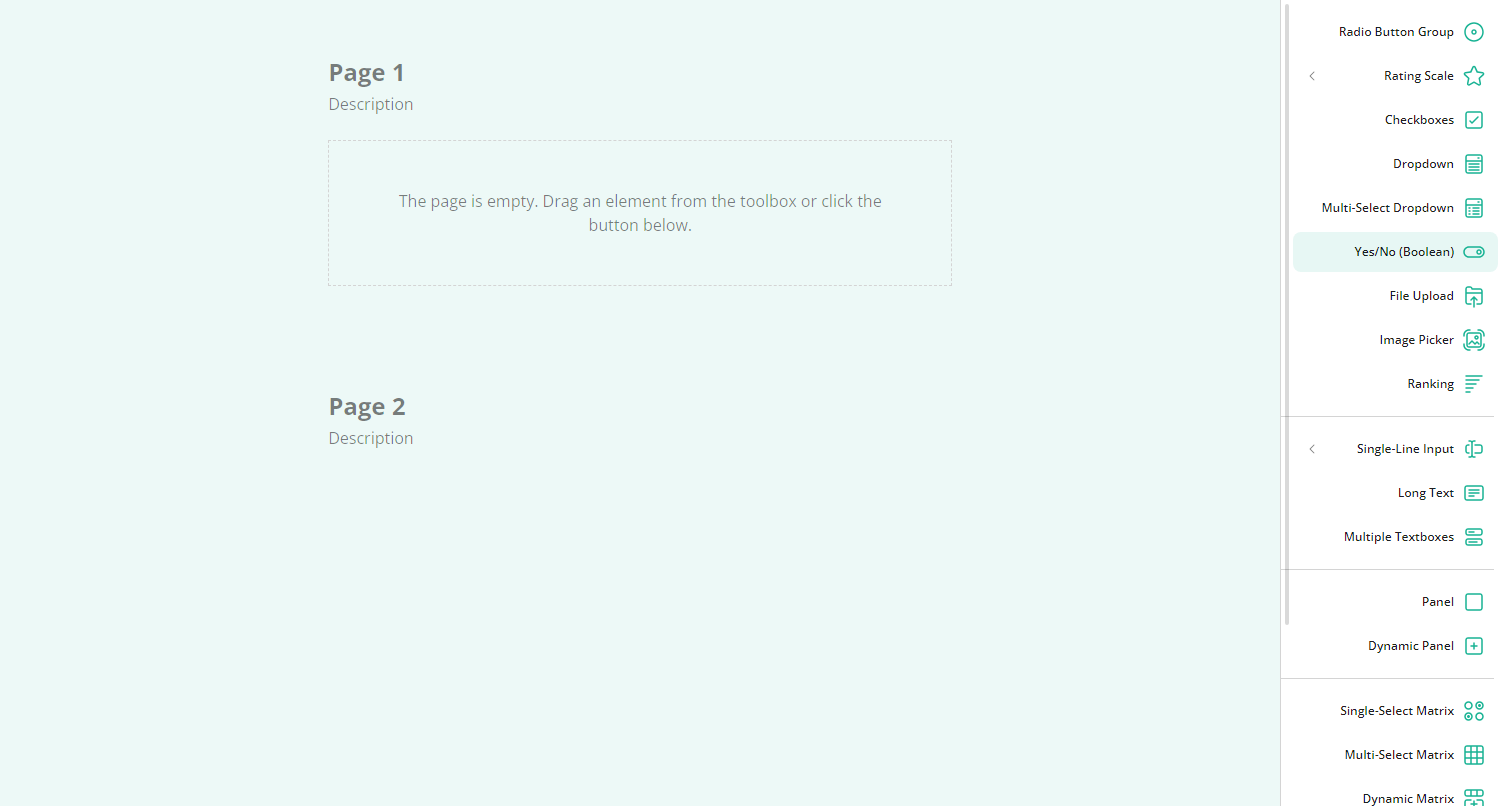 Page 1
Description
The page is empty. Drag an element from the toolbox or click the
button below.
Page 2
Description
Radio Button Group
Rating Scale
Checkboxes
Dropdown
Multi-Select Dropdown
Yes/No (Boolean)
File Upload
Image Picker
Ranking
Single-Line Input
Long Text
Multiple Textboxes
Panel
Dynamic Panel
Single-Select Matrix
Multi-Select Matrix
Dynamic Matrix